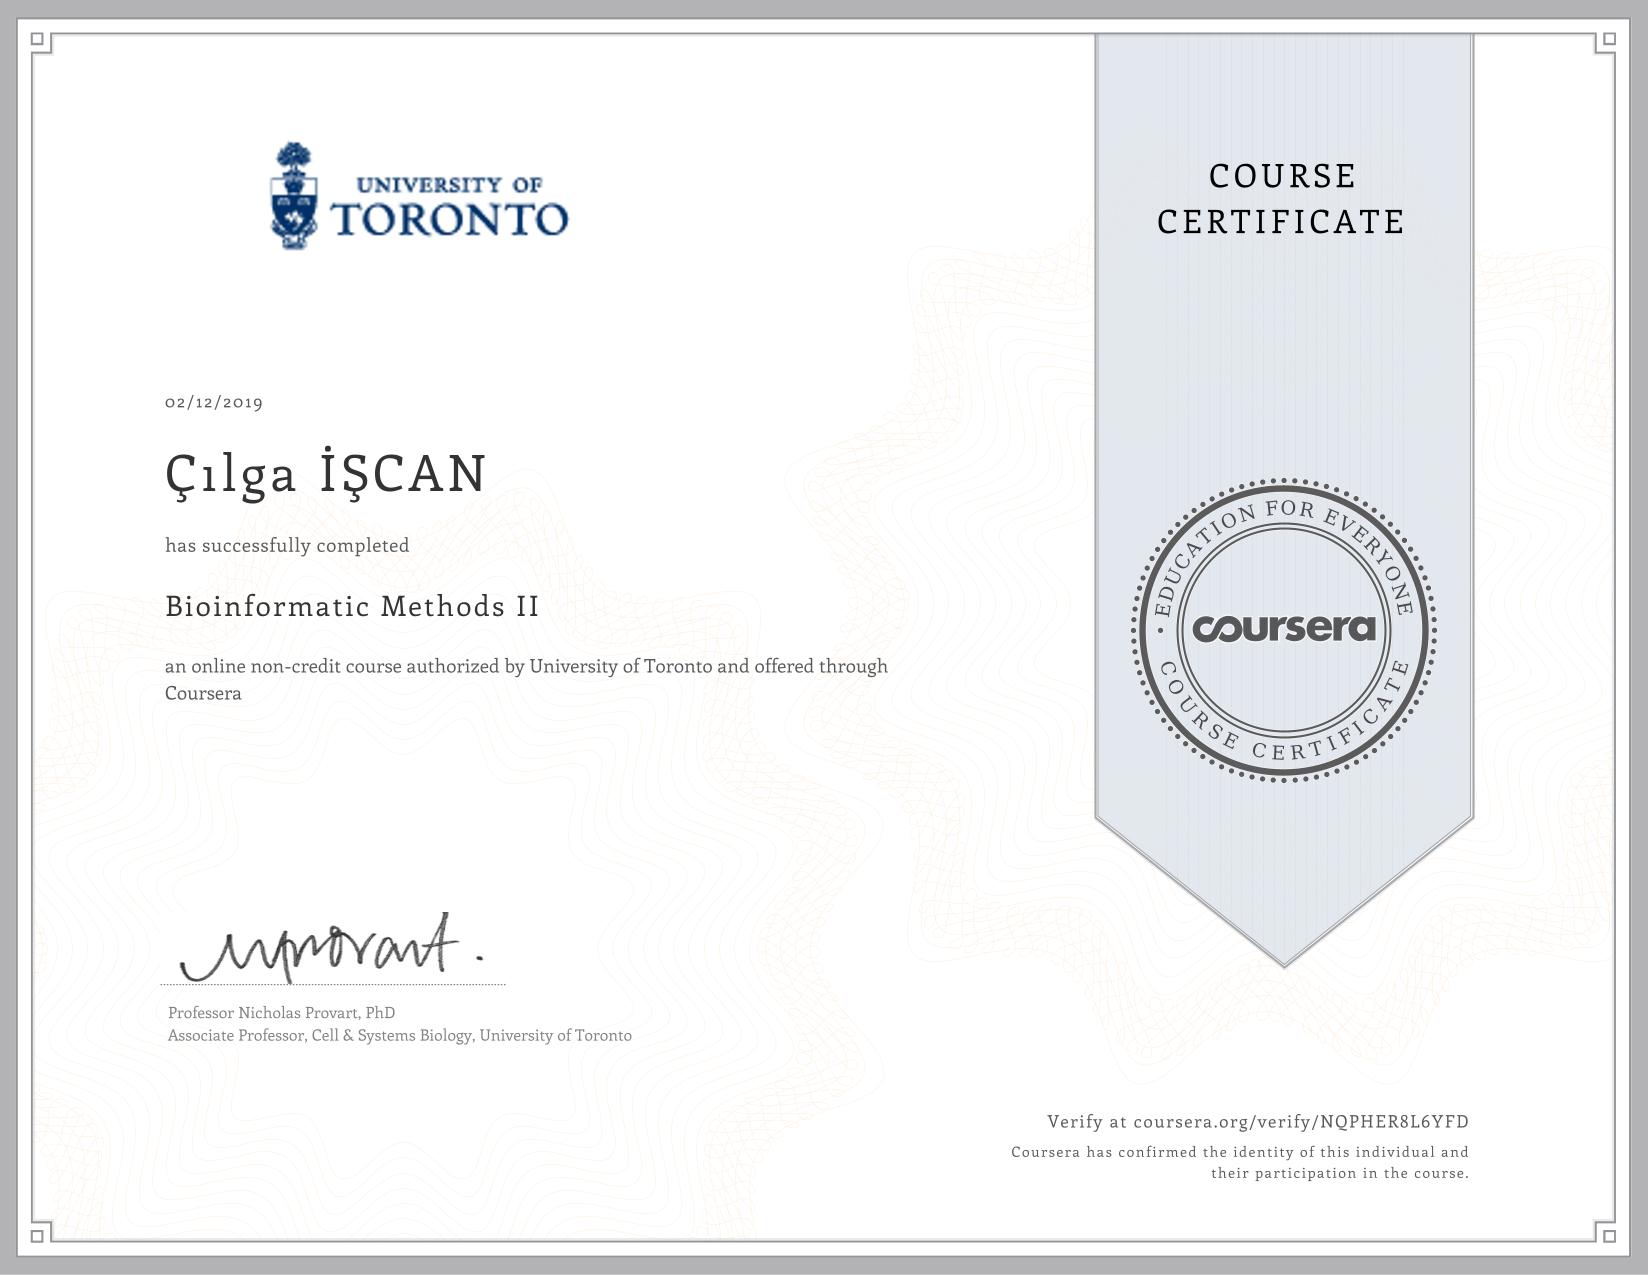 UNIVERSITY OF
TORONTO
COURSE
CERTIFICATE
02/12/2019
Çılga İŞCAN
has successfully completed
Bioinformatic Methods II
an online non-credit course authorized by University of Toronto and offered through
Coursera
EDUCATION FOR EVERYONE
coursera
COURSE CERTIFICATE
Professor Nicholas Provart, PhD
Associate Professor, Cell & Systems Biology, University of Toronto
Verify at coursera.org/verify/NQPHER8L6YFD
Coursera has confirmed the identity of this individual and
their participation in the course.